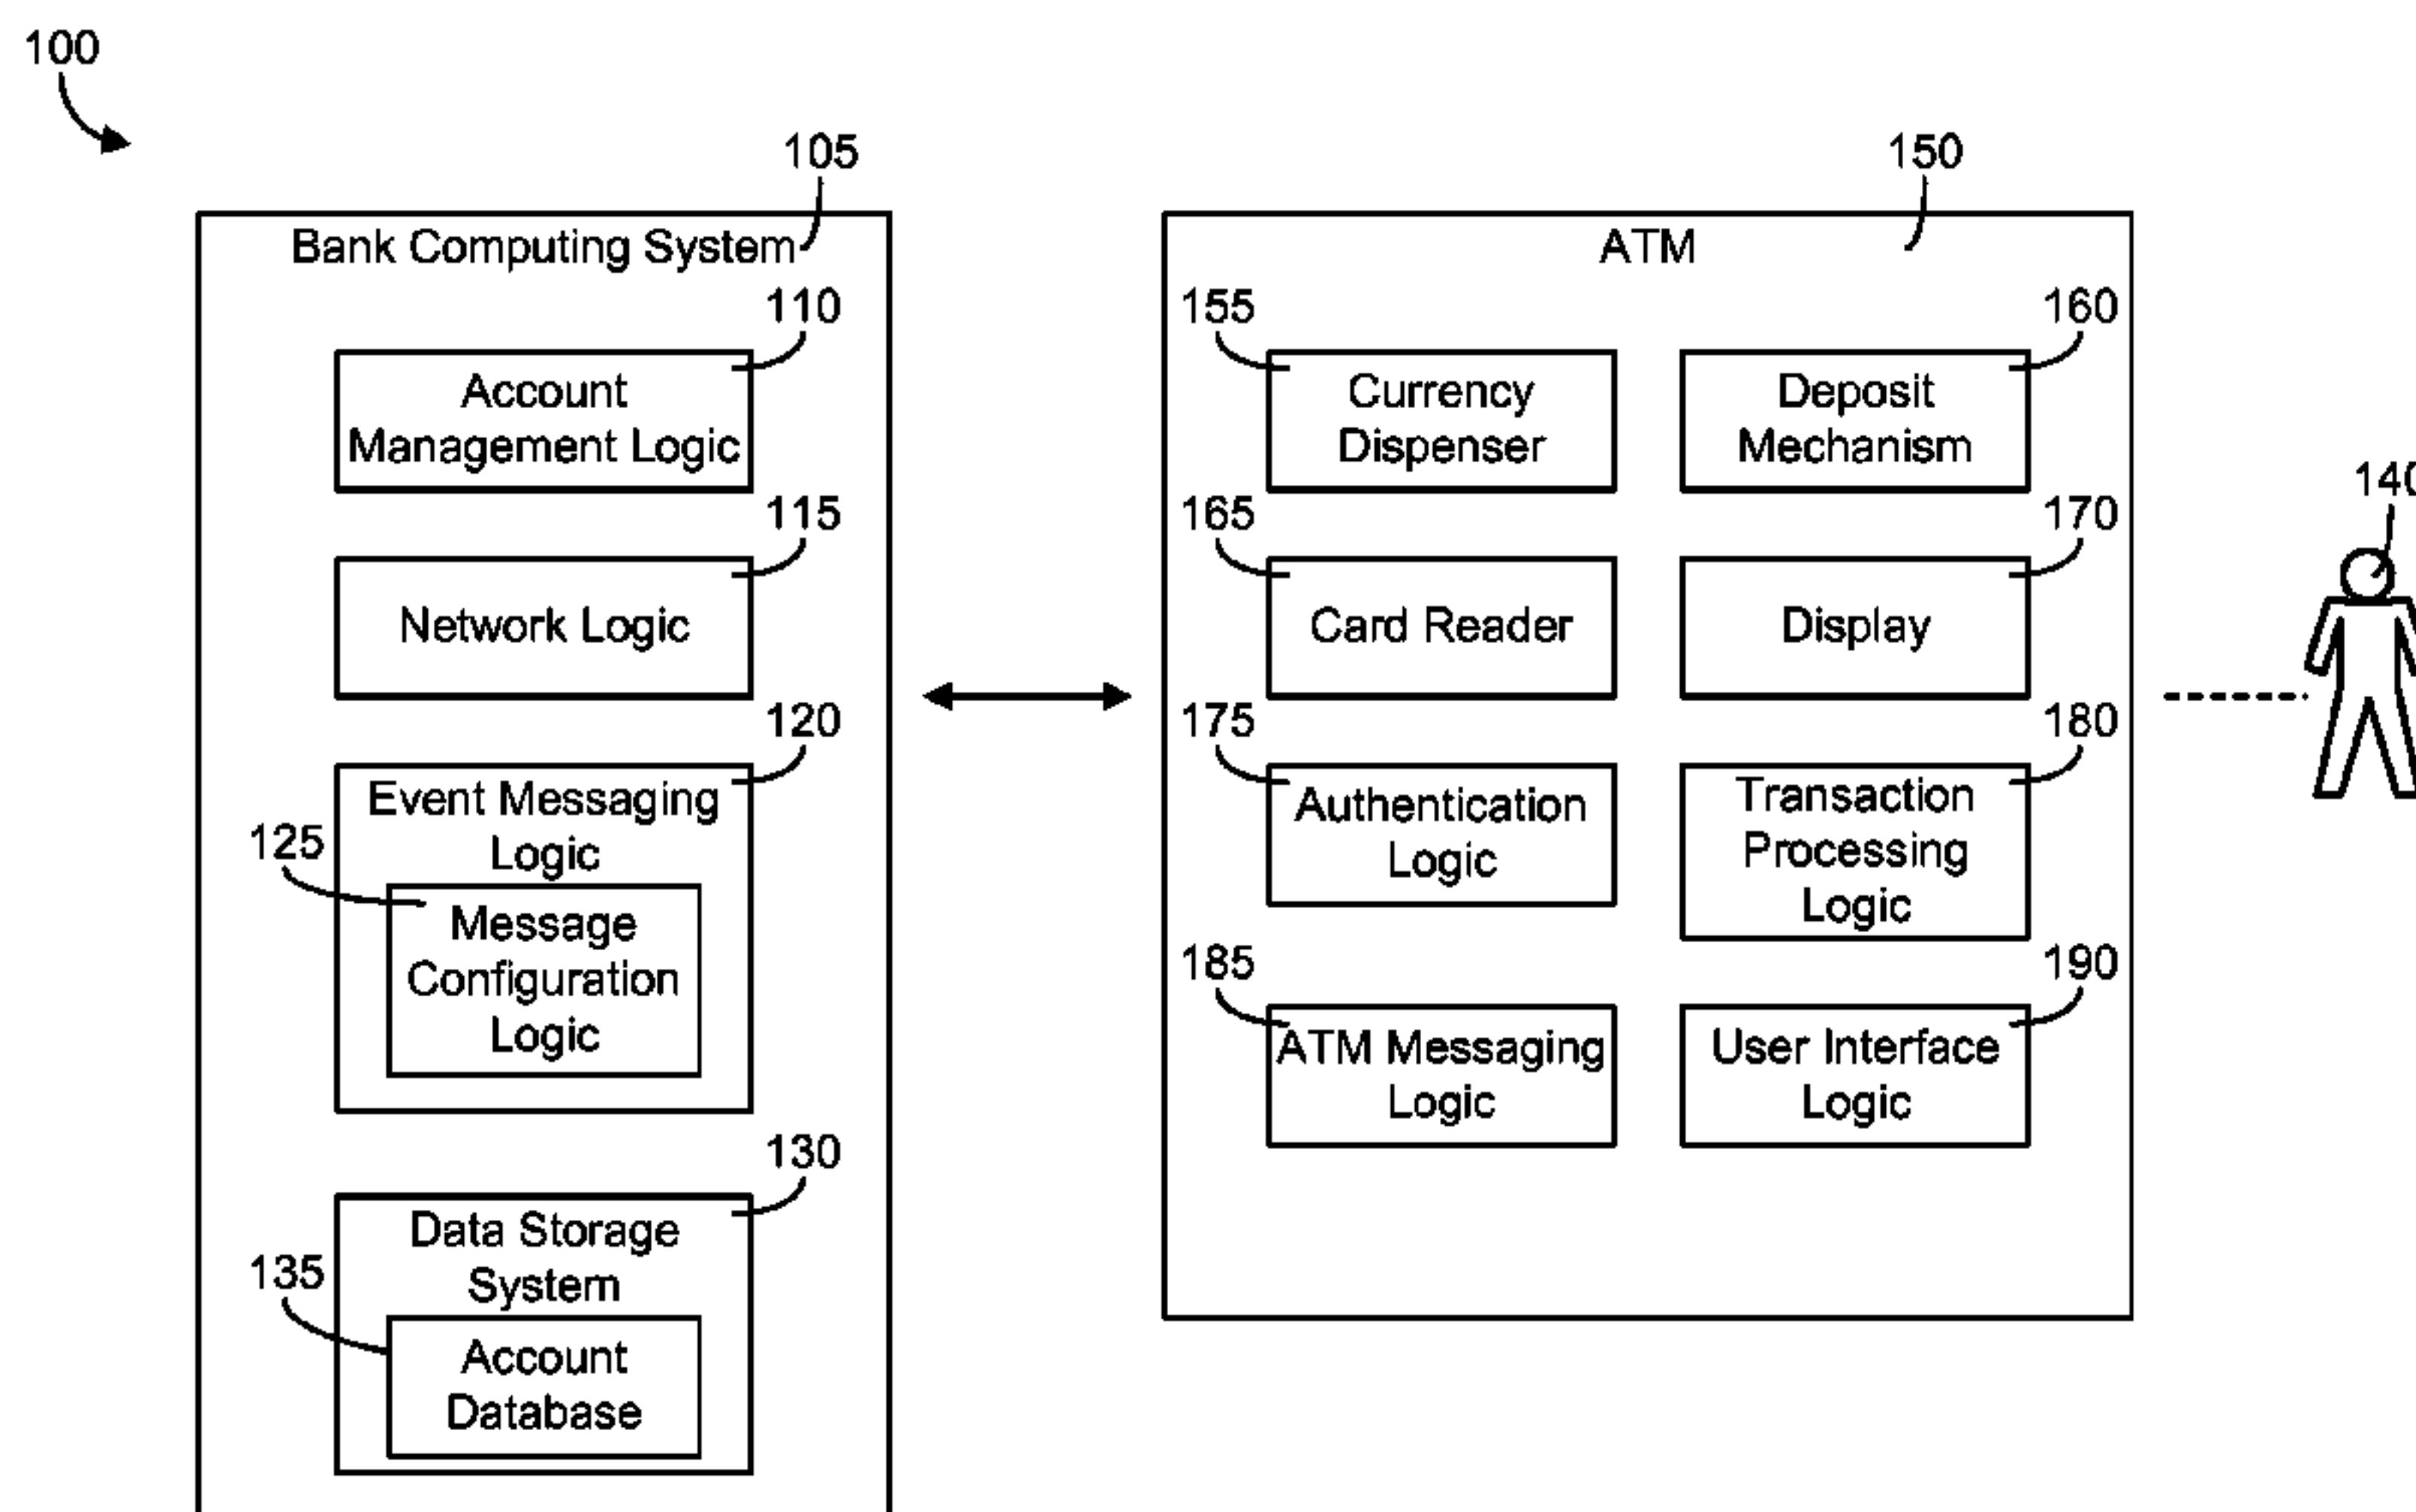 100
105
Bank Computing System
110
Account
Management Logic
115
Network Logic
120
Event Messaging
Logic
125
Message
Configuration
Logic
130
Data Storage
System
135
Account
Database
150
ATM
155
Currency
Dispenser
160
Deposit
Mechanism
165
Card Reader
170
Display
175
Authentication
Logic
180
Transaction
Processing
Logic
185
ATM Messaging
Logic
190
User Interface
Logic
140